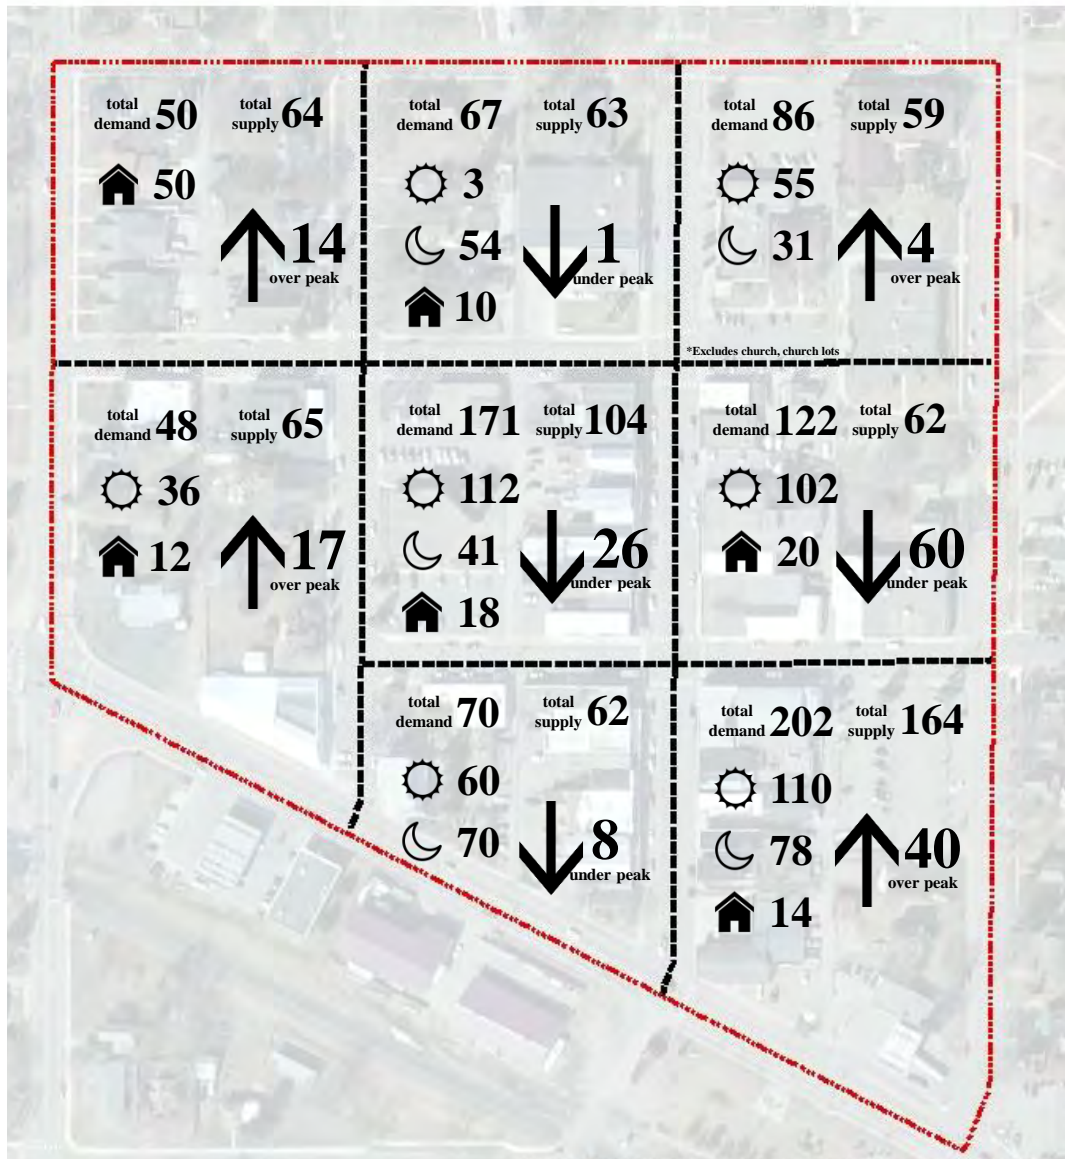 total demand 50 total supply 64
50
14
over peak
total demand 67 total supply 63
3
54
1
under peak
10
total demand 86 total supply 59
55
31
4
over peak
*Excludes church, church lots
total demand 48 total supply 65
36
12
17
over peak
total demand 171 total supply 104
112
41
26
under peak
18
total demand 122 total supply 62
102
20
60
under peak
total demand 70 total supply 62
60
70
8
under peak
total demand 202 total supply 164
110
78
40
over peak
14